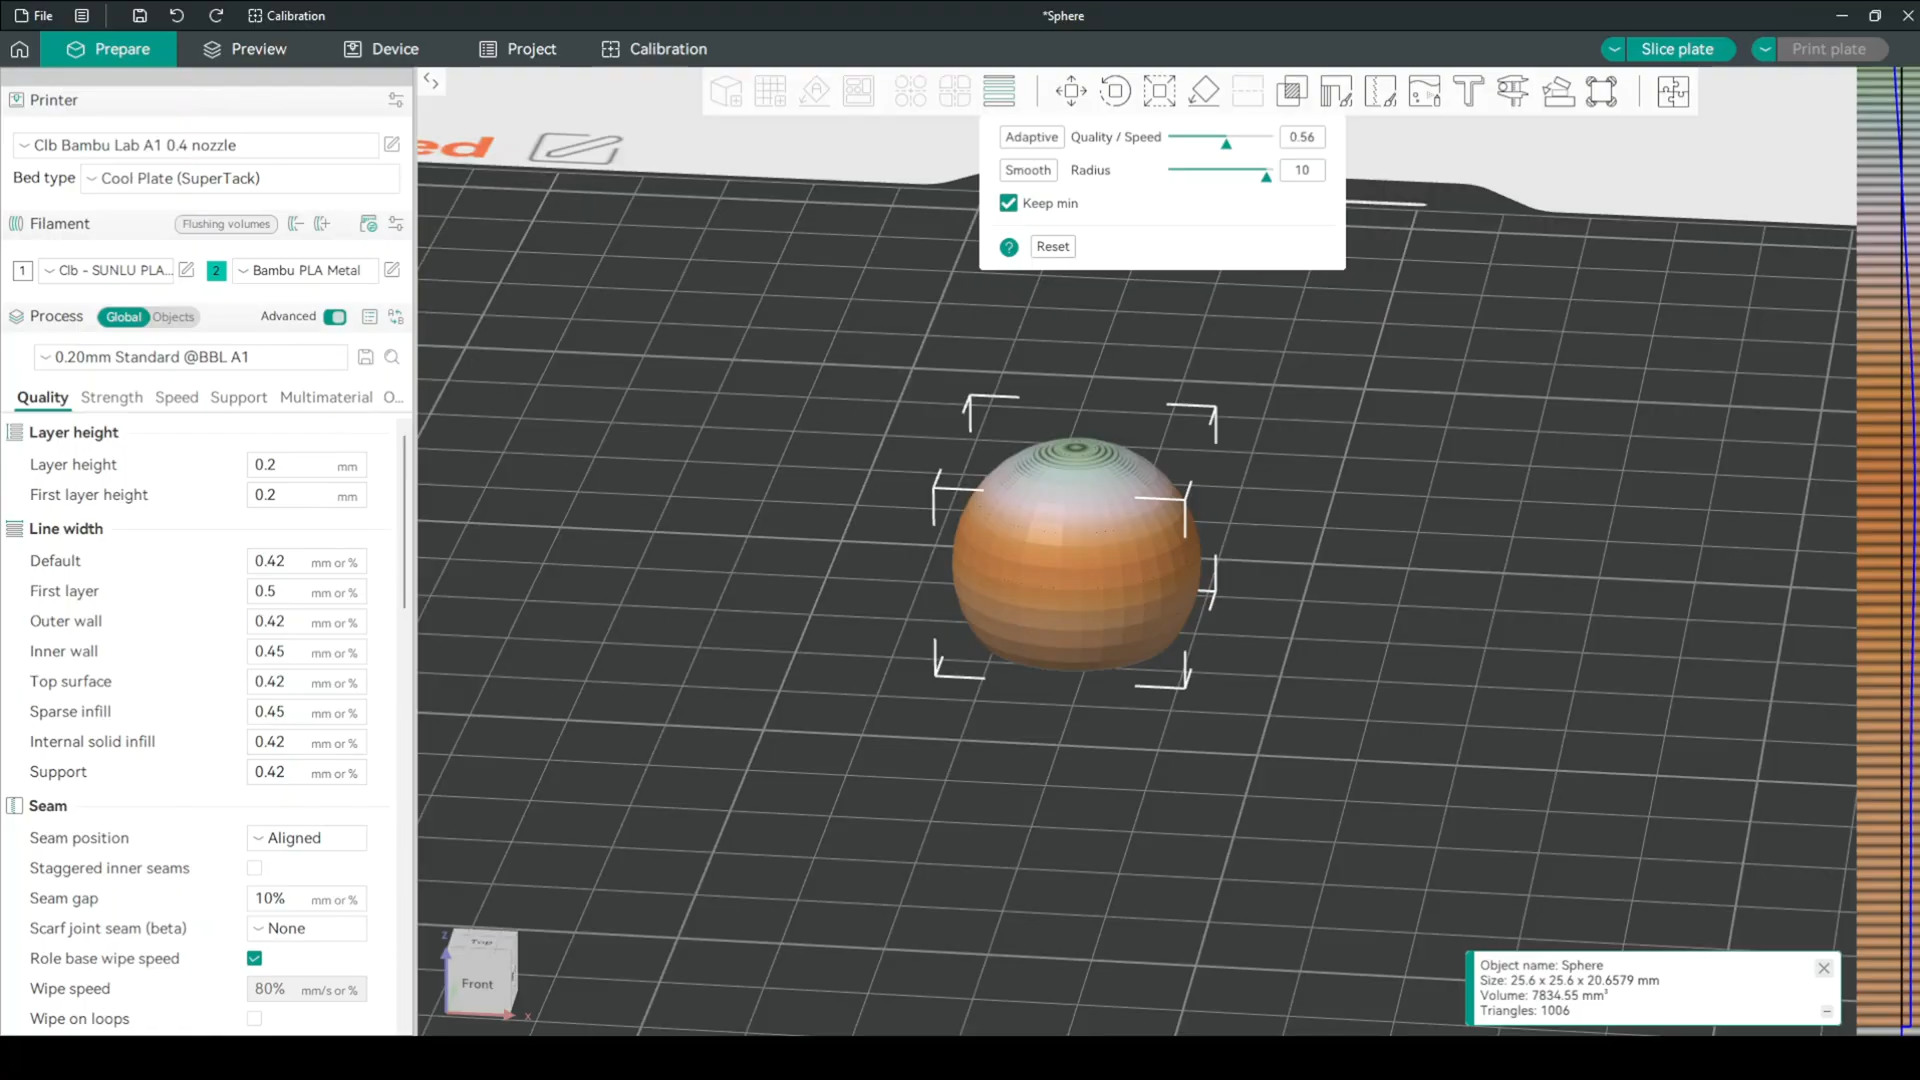 File
Calibration
*Sphere
Prepare
Preview
Device
Project
Calibration
Slice plate
Print plate
Printer
Clb Bambu Lab A1 0.4 nozzle
Bed type
Cool Plate (SuperTack)
Filament
Flushing volumes
1
Clb - SUNLU PLA...
2
Bambu PLA Metal
Process
Global
Objects
Advanced
0.20mm Standard @BBL A1
Quality
Strength
Speed
Support
Multimaterial
O...
Layer height
Layer height 0.2 mm
First layer height 0.2 mm
Line width
Default 0.42 mm or %
First layer 0.5 mm or %
Outer wall 0.42 mm or %
Inner wall 0.45 mm or %
Top surface 0.42 mm or %
Sparse infill 0.45 mm or %
Internal solid infill 0.42 mm or %
Support 0.42 mm or %
Seam
Seam position Aligned
Staggered inner seams
Seam gap 10% mm or %
Scarf joint seam (beta) None
Role base wipe speed
Wipe speed 80% mm/s or %
Wipe on loops
Adaptive Quality / Speed 0.56
Smooth Radius 10
Keep min
? Reset
ed
Top
Front
Z
X
Object name: Sphere
Size: 25.6 x 25.6 x 20.6579 mm
Volume: 7834.55 mm³
Triangles: 1006